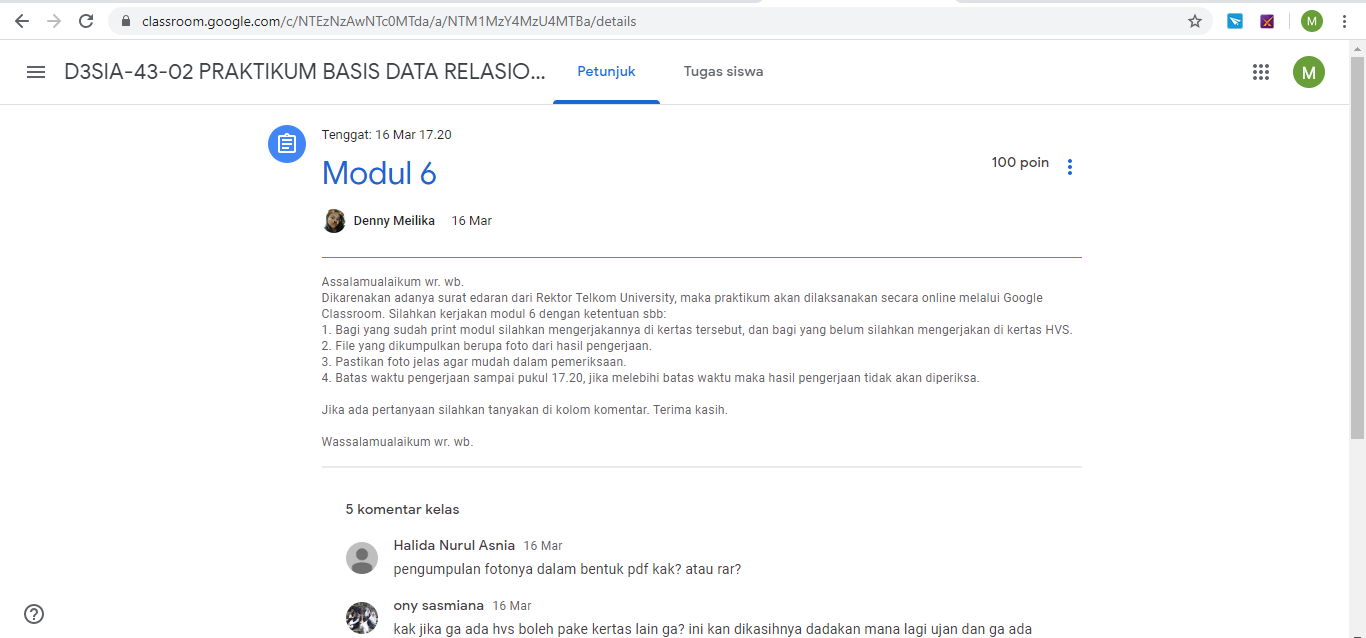 classroom.google.com/c/NTEzNzAwNTc0MTda/a/NTM1MzY4MzU4MTBa/details
M
D3SIA-43-02 PRAKTIKUM BASIS DATA RELASIO...
Petunjuk
Tugas siswa
M
Tenggat: 16 Mar 17.20
Modul 6
100 poin
Denny Meilika 16 Mar
Assalamualaikum wr. wb.
Dikarenakan adanya surat edaran dari Rektor Telkom University, maka praktikum akan dilaksanakan secara online melalui Google
Classroom. Silahkan kerjakan modul 6 dengan ketentuan sbb:
1. Bagi yang sudah print modul silahkan mengerjakannya di kertas tersebut, dan bagi yang belum silahkan mengerjakan di kertas HVS.
2. File yang dikumpulkan berupa foto dari hasil pengerjaan.
3. Pastikan foto jelas agar mudah dalam pemeriksaan.
4. Batas waktu pengerjaan sampai pukul 17.20, jika melebihi batas waktu maka hasil pengerjaan tidak akan diperiksa.
Jika ada pertanyaan silahkan tanyakan di kolom komentar. Terima kasih.
Wassalamualaikum wr. wb.
5 komentar kelas
Halida Nurul Asnia 16 Mar
pengumpulan fotonya dalam bentuk pdf kak? atau rar?
ony sasmiana 16 Mar
kak jika ga ada hvs boleh pake kertas lain ga? ini kan dikasihnya dadakan mana lagi ujan dan ga ada